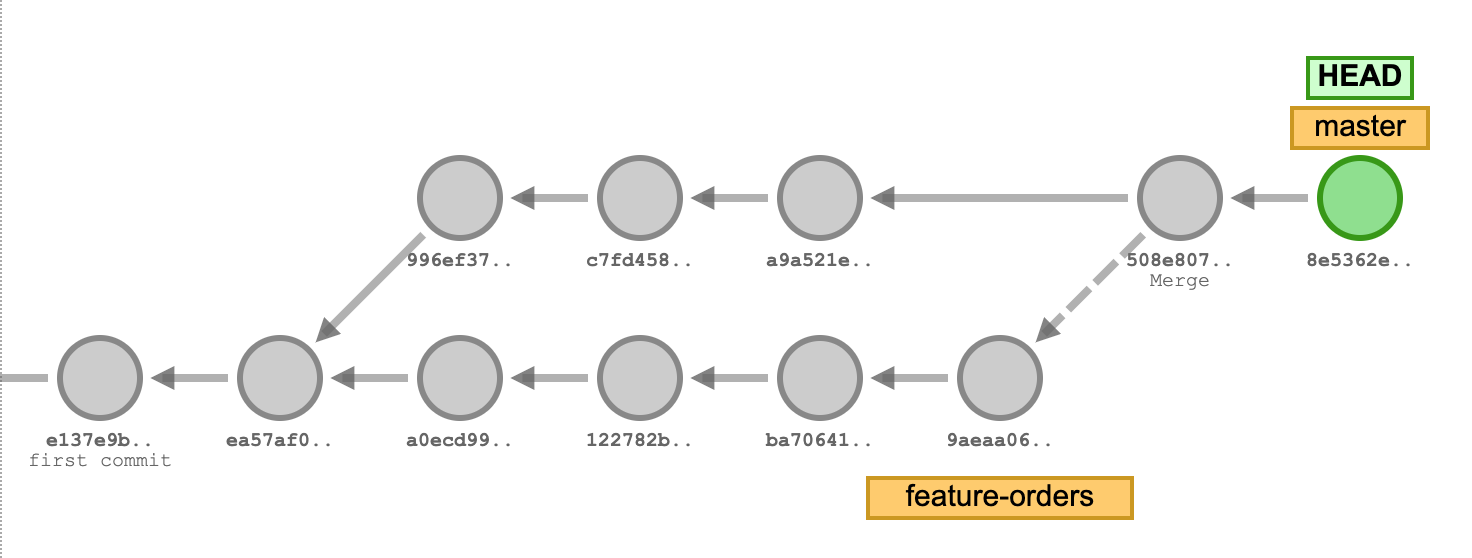 HEAD
master
996ef37..
c7fd458..
a9a521e..
508e807..
Merge
8e5362e..
e137e9b..
first commit
ea57af0..
a0ecd99..
122782b..
ba70641..
9aeaa06..
feature-orders